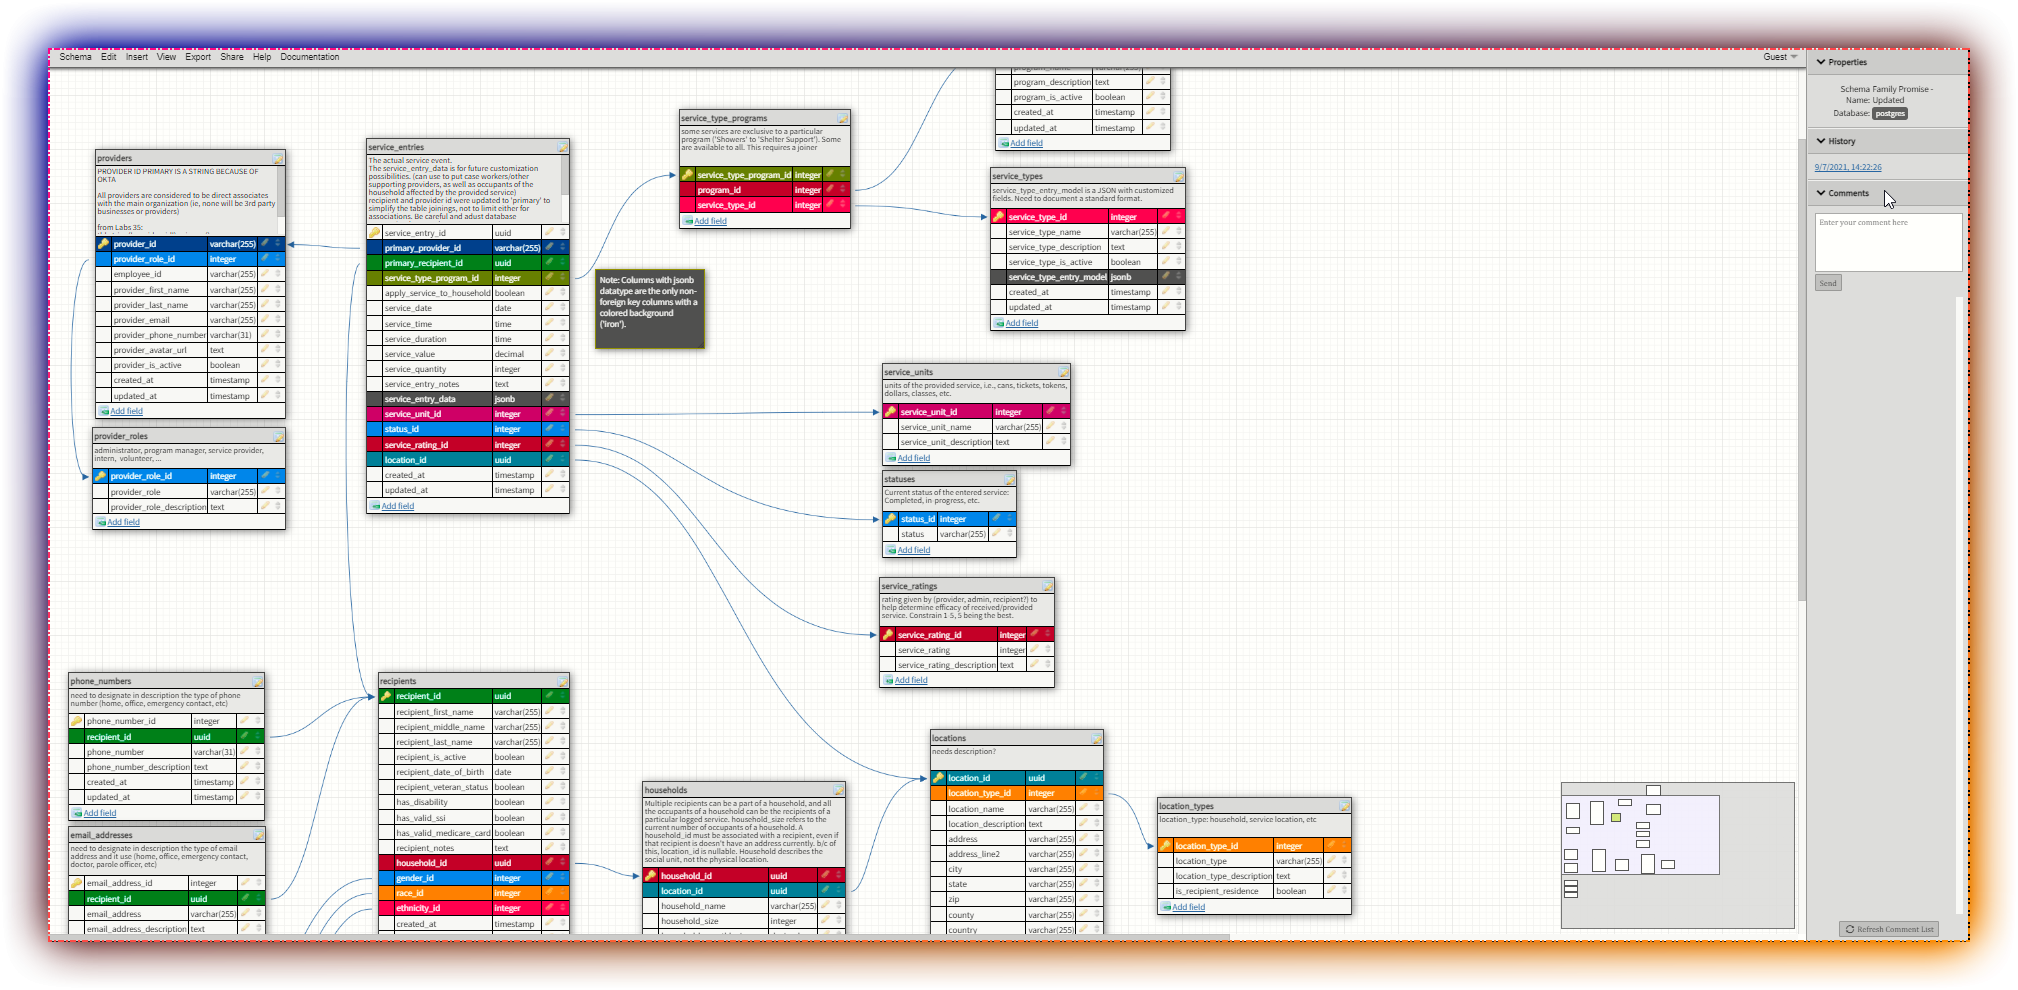 Schema Edit Insert View Export Share Help Documentation
Guest
Properties
Schema Family Promise -
Name: Updated
Database: postgres
History
9/7/2021, 14:22:26
Comments
Enter your comment here
Send
Refresh Comment List
providers
PROVIDER ID PRIMARY IS A STRING BECAUSE OF
OKTA
All providers are considered to be direct associates
with the main organization (ie, none will be 3rd party
businesses or providers)
from Labs 35:
provider_id varchar(255)
provider_role_id integer
employee_id varchar(255)
provider_first_name varchar(255)
provider_last_name varchar(255)
provider_email varchar(255)
provider_phone_number varchar(31)
provider_avatar_url text
provider_is_active boolean
created_at timestamp
updated_at timestamp
Add field
provider_roles
administrator, program manager, service provider,
intern, volunteer, ...
provider_role_id integer
provider_role varchar(255)
provider_role_description text
Add field
service_entries
The actual service event.
The service_entry_data is for future customization
possibilities. (can use to put case workers/other
supporting providers, as well as occupants of the
household affected by the provided service)
recipient and provider id were updated to 'primary' to
simplify the table joinings, not to limit either for
associations. Be careful and adust database
service_entry_id uuid
primary_provider_id varchar(255)
primary_recipient_id uuid
service_type_program_id integer
apply_service_to_household boolean
service_date date
service_time time
service_duration time
service_value decimal
service_quantity integer
service_entry_notes text
service_entry_data jsonb
service_unit_id integer
status_id integer
service_rating_id integer
location_id uuid
created_at timestamp
updated_at timestamp
Add field
service_type_programs
some services are exclusive to a particular
program ('Showers' to 'Shelter Support'). Some
are available to all. This requires a joiner
service_type_program_id integer
program_id integer
service_type_id integer
Add field
Note: Columns with jsonb
datatype are the only non-
foreign key columns with a
colored background
('iron').
program_description text
program_is_active boolean
created_at timestamp
updated_at timestamp
Add field
service_types
service_type_entry_model is a JSON with customized
fields. Need to document a standard format.
service_type_id integer
service_type_name varchar(255)
service_type_description text
service_type_is_active boolean
service_type_entry_model jsonb
created_at timestamp
updated_at timestamp
Add field
service_units
units of the provided service, i.e., cans, tickets, tokens,
dollars, classes, etc.
service_unit_id integer
service_unit_name varchar(255)
service_unit_description text
Add field
statuses
Current status of the entered service:
Completed, in-progress, etc.
status_id integer
status varchar(255)
Add field
service_ratings
rating given by (provider, admin, recipient?) to
help determine efficacy of received/provided
service. Constrain 1-5, 5 being the best.
service_rating_id integer
service_rating integer
service_rating_description text
Add field
phone_numbers
need to designate in description the type of phone
number (home, office, emergency contact, etc)
phone_number_id integer
recipient_id uuid
phone_number varchar(31)
phone_number_description text
created_at timestamp
updated_at timestamp
Add field
email_addresses
need to designate in description the type of email
address and it use (home, office, emergency contact,
doctor, parole officer, etc)
email_address_id integer
recipient_id uuid
email_address varchar(255)
email_address_description text
recipients
recipient_id uuid
recipient_first_name varchar(255)
recipient_middle_name varchar(255)
recipient_last_name varchar(255)
recipient_is_active boolean
recipient_date_of_birth date
recipient_veteran_status boolean
has_disability boolean
has_valid_ssi boolean
has_valid_medicare_card boolean
recipient_notes text
household_id uuid
gender_id integer
race_id integer
ethnicity_id integer
created_at timestamp
households
Multiple recipients can be a part of a household, and all
the occupants of a household can be the recipients of a
particular logged service. household_size refers to the
current number of occupants of a household. A
household_id must be associated with a recipient, even if
that recipient is doesn't have an address currently. b/c of
this, location_id is nullable. Household describes the
social unit, not the physical location.
household_id uuid
location_id uuid
household_name varchar(255)
household_size integer
locations
needs description?
location_id uuid
location_type_id integer
location_name varchar(255)
location_description text
address varchar(255)
address_line2 varchar(255)
city varchar(255)
state varchar(255)
zip varchar(255)
county varchar(255)
country varchar(255)
location_types
location_type: household, service location, etc
location_type_id integer
location_type varchar(255)
location_type_description text
is_recipient_residence boolean
Add field